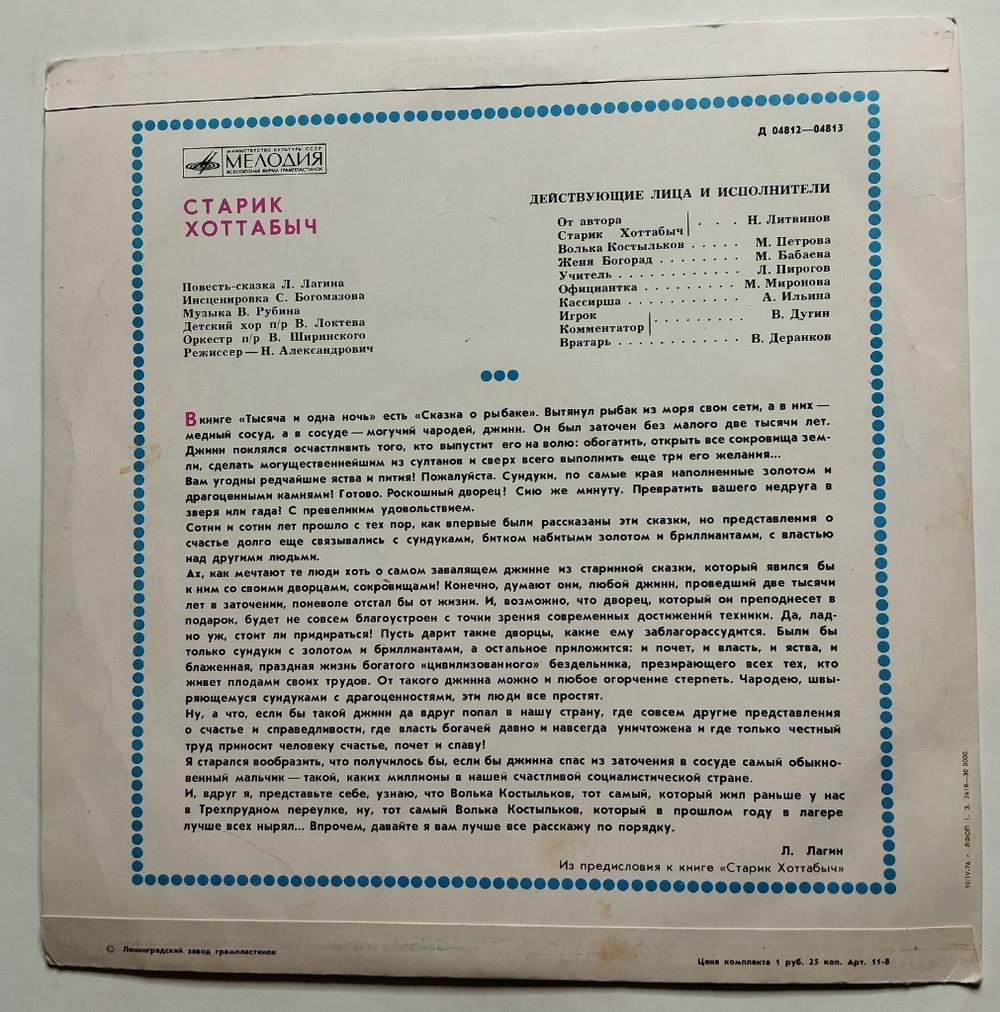 Д 04812—04813
МИНИСТЕРСТВО КУЛЬТУРЫ СССР
МЕЛОДИЯ
ВСЕСОЮЗНАЯ ФИРМА ГРАМПЛАСТИНОК
СТАРИК
ХОТТАБЫЧ
Повесть-сказка Л. Лагина
Инсценировка С. Богомазова
Музыка В. Рубина
Детский хор п/р В. Локтева
Оркестр п/р В. Ширинского
Режиссер — Н. Александрович
ДЕЙСТВУЮЩИЕ ЛИЦА И ИСПОЛНИТЕЛИ
От автора
Старик Хоттабыч . . . Н. Литвинов
Волька Костыльков . . . . . М. Петрова
Женя Богорад . . . . . . . . М. Бабаева
Учитель . . . . . . . . . . . Л. Пирогов
Официантка . . . . . . . . М. Миронова
Кассирша . . . . . . . . . . А. Ильина
Игрок
Комментатор . . . . . . . . . В. Дугин
Вратарь . . . . . . . . . . . В. Деранков
В книге «Тысяча и одна ночь» есть «Сказка о рыбаке». Вытянул рыбак из моря свои сети, а в них —
медный сосуд, а в сосуде — могучий чародей, джинн. Он был заточен без малого две тысячи лет.
Джинн поклялся осчастливить того, кто выпустит его на волю: обогатить, открыть все сокровища зем-
ли, сделать могущественнейшим из султанов и сверх всего выполнить еще три его желания...
Вам угодны редчайшие яства и пития! Пожалуйста. Сундуки, по самые края наполненные золотом и
драгоценными камнями! Готово. Роскошный дворец! Сию же минуту. Превратить вашего недруга в
зверя или гада! С превеликим удовольствием.
Сотни и сотни лет прошло с тех пор, как впервые были рассказаны эти сказки, но представления о
счастье долго еще связывались с сундуками, битком набитыми золотом и бриллиантами, с властью
над другими людьми.
Ах, как мечтают те люди хоть о самом завалящем джинне из старинной сказки, который явился бы
к ним со своими дворцами, сокровищами! Конечно, думают они, любой джинн, проведший две тысячи
лет в заточении, поневоле отстал бы от жизни. И, возможно, что дворец, который он преподнесет в
подарок, будет не совсем благоустроен с точки зрения современных достижений техники. Да, лад-
но уж, стоит ли придираться! Пусть дарит такие дворцы, какие ему заблагорассудится. Были бы
только сундуки с золотом и бриллиантами, а остальное приложится: и почет, и власть, и яства, и
блаженная, праздная жизнь богатого «цивилизованного» бездельника, презирающего всех тех, кто
живет плодами своих трудов. От такого джинна можно и любое огорчение стерпеть. Чародею, швы-
ряющемуся сундуками с драгоценностями, эти люди все простят.
Ну, а что, если бы такой джинн да вдруг попал в нашу страну, где совсем другие представления
о счастье и справедливости, где власть богачей давно и навсегда уничтожена и где только честный
труд приносит человеку счастье, почет и славу!
Я старался вообразить, что получилось бы, если бы джинна спас из заточения в сосуде самый обыкно-
венный мальчик — такой, каких миллионы в нашей счастливой социалистической стране.
И, вдруг я, представьте себе, узнаю, что Волька Костыльков, тот самый, который жил раньше у нас
в Трехпрудном переулке, ну, тот самый Волька Костыльков, который в прошлом году в лагере
лучше всех нырял... Впрочем, давайте я вам лучше все расскажу по порядку.
Л. Лагин
Из предисловия к книге «Старик Хоттабыч»
10/IV-76 г. ЛФОП 1. З. 2618—30 0000.
© Ленинградский завод грампластинок
Цена комплекта 1 руб. 25 коп. Арт. 11-8